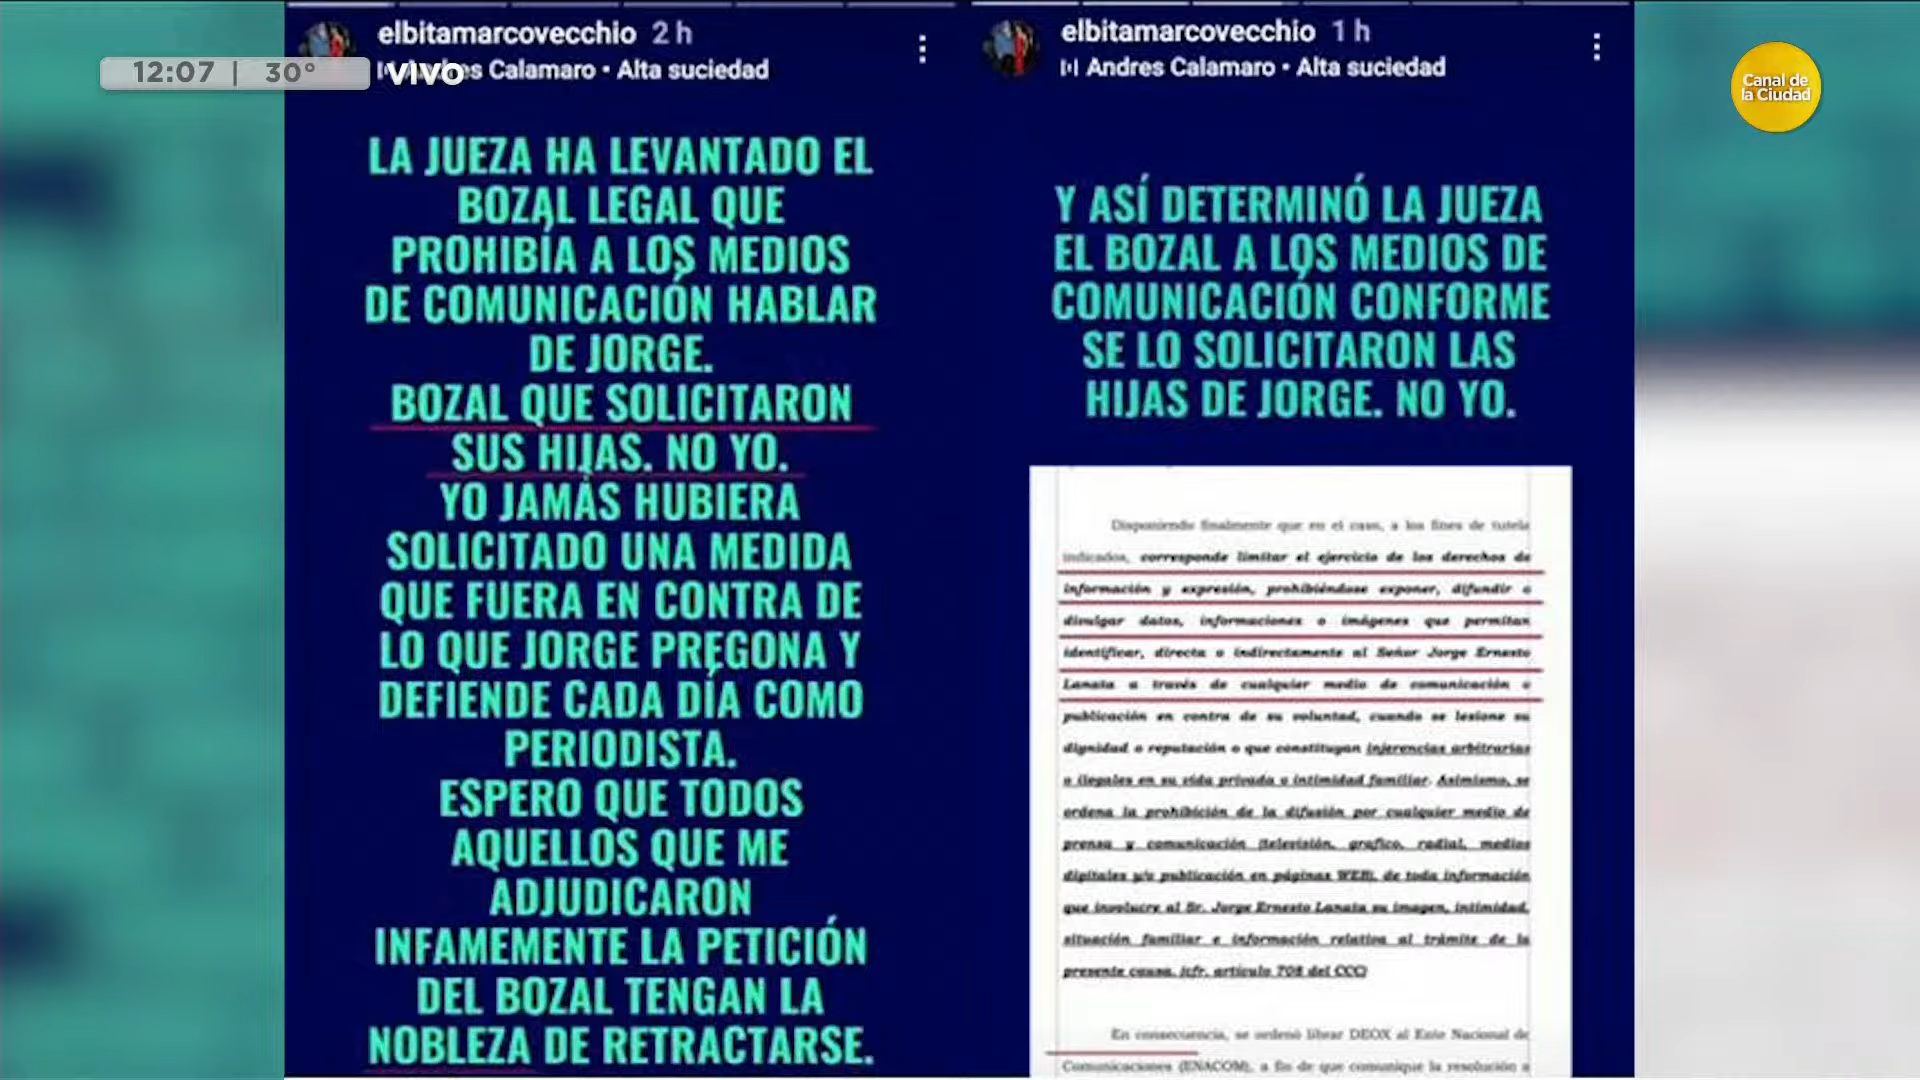 12:07 | 30°
VIVO
Canal de
la Ciudad
elbitamarcovecchio 2 h
Andres Calamaro • Alta suciedad
LA JUEZA HA LEVANTADO EL
BOZAL LEGAL QUE
PROHIBÍA A LOS MEDIOS
DE COMUNICACIÓN HABLAR
DE JORGE.
BOZAL QUE SOLICITARON
SUS HIJAS. NO YO.
YO JAMÁS HUBIERA
SOLICITADO UNA MEDIDA
QUE FUERA EN CONTRA DE
LO QUE JORGE PREGONA Y
DEFIENDE CADA DÍA COMO
PERIODISTA.
ESPERO QUE TODOS
AQUELLOS QUE ME
ADJUDICARON
INFAMEMENTE LA PETICIÓN
DEL BOZAL TENGAN LA
NOBLEZA DE RETRACTARSE.
elbitamarcovecchio 1 h
Andres Calamaro • Alta suciedad
Y ASÍ DETERMINÓ LA JUEZA
EL BOZAL A LOS MEDIOS DE
COMUNICACIÓN CONFORME
SE LO SOLICITARON LAS
HIJAS DE JORGE. NO YO.
Disponiendo finalmente que en el caso, a los fines de tutela
indicados, corresponde limitar el ejercicio de los derechos de
información y expresión, prohibiéndose exponer, difundir o
divulgar datos, informaciones o imágenes que permitan
identificar, directa o indirectamente al Señor Jorge Ernesto
Lanata a través de cualquier medio de comunicación o
publicación en contra de su voluntad, cuando se lesione su
dignidad o reputación o que constituyan injerencias arbitrarias
o ilegales en su vida privada o intimidad familiar. Asimismo, se
ordena la prohibición de la difusión por cualquier medio de
prensa y comunicación (televisión, grafico, radial, medios
digitales y/o publicación en páginas WEB), de toda información
que involucre al Sr. Jorge Ernesto Lanata su imagen, intimidad,
situación familiar e información relativa al trámite de la
presente causa. (cfr. artículo 708 del CCC)
En consecuencia, se ordenó librar DEOX al Ente Nacional de
Comunicaciones (ENACOM), a fin de que comunique la resolución a